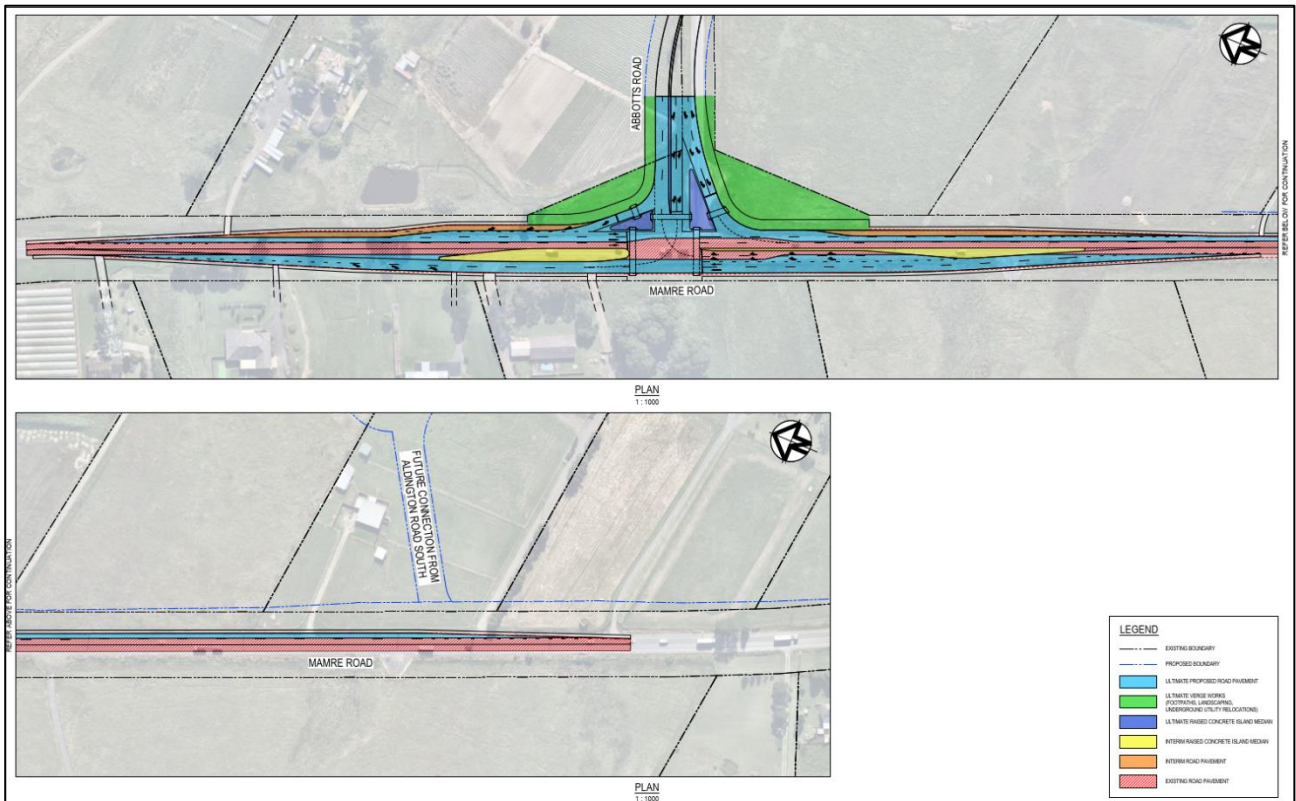 ABBOTTS ROAD
N
REFER BELOW FOR CONTINUATION
MAMRE ROAD
PLAN
1 : 1000
REFER ABOVE FOR CONTINUATION
FUTURE CONNECTION FROM
ALDINGTON ROAD SOUTH
N
MAMRE ROAD
PLAN
1 : 1000
LEGEND
EXISTING BOUNDARY
PROPOSED BOUNDARY
ULTIMATE PROPOSED ROAD PAVEMENT
ULTIMATE VERGE WORKS
(FOOTPATHS, LANDSCAPING,
UNDERGROUND UTILITY RELOCATIONS)
ULTIMATE RAISED CONCRETE ISLAND MEDIAN
INTERIM RAISED CONCRETE ISLAND MEDIAN
INTERIM ROAD PAVEMENT
EXISTING ROAD PAVEMENT